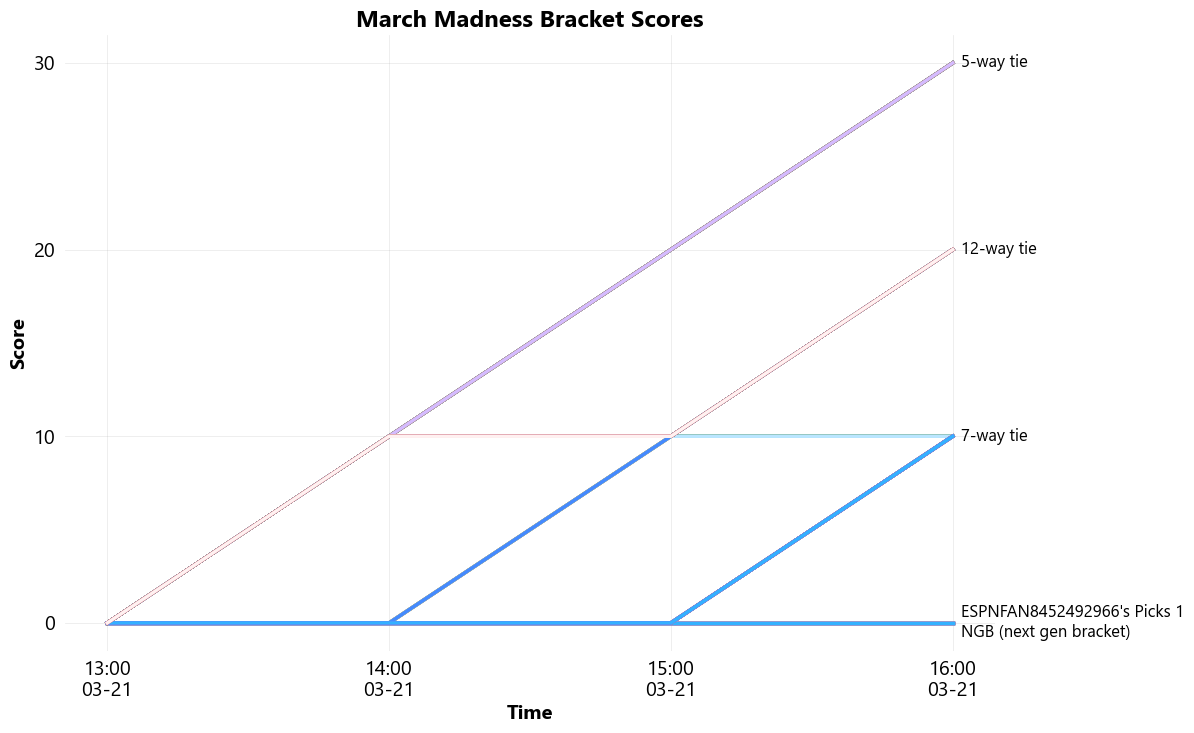 March Madness Bracket Scores
30
20
10
0
Score
5-way tie
12-way tie
7-way tie
ESPNFAN8452492966's Picks 1
NGB (next gen bracket)
13:00
03-21
14:00
03-21
15:00
03-21
16:00
03-21
Time